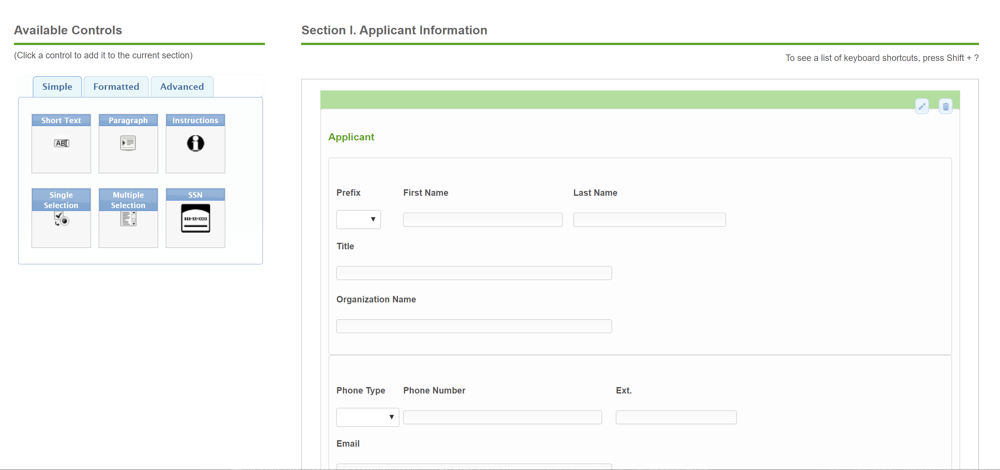 Available Controls
(Click a control to add it to the current section)
Simple
Formatted
Advanced
Short Text
Paragraph
Instructions
ABI
Single
Selection
Multiple
Selection
SSN
xxx-xx-xxxx
Section I. Applicant Information
To see a list of keyboard shortcuts, press Shift + ?
Applicant
Prefix
First Name
Last Name
Title
Organization Name
Phone Type
Phone Number
Ext.
Email